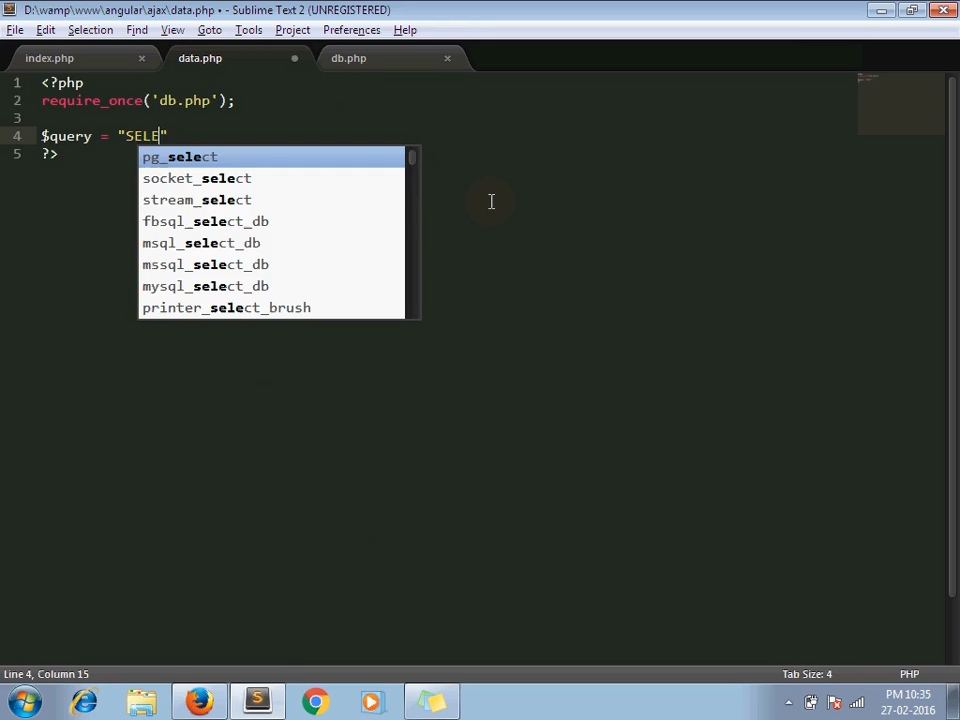 D:\wamp\www\angular\ajax\data.php • - Sublime Text 2 (UNREGISTERED)
File Edit Selection Find View Goto Tools Project Preferences Help
index.php data.php db.php
1 <?php
2 require_once('db.php');
3
4 $query = "SELE"
5 ?>
pg_select
socket_select
stream_select
fbsql_select_db
msql_select_db
mssql_select_db
mysql_select_db
printer_select_brush
Line 4, Column 15 Tab Size: 4 PHP
PM 10:35
27-02-2016